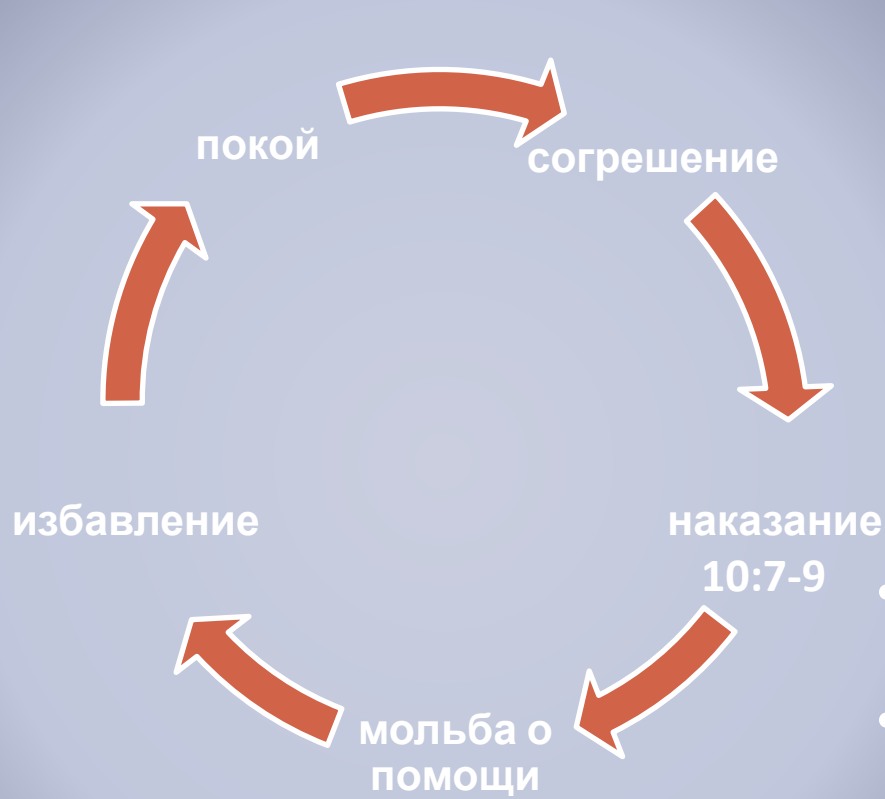 покой
согрешение
избавление
наказание
10:7-9
мольба о
помощи